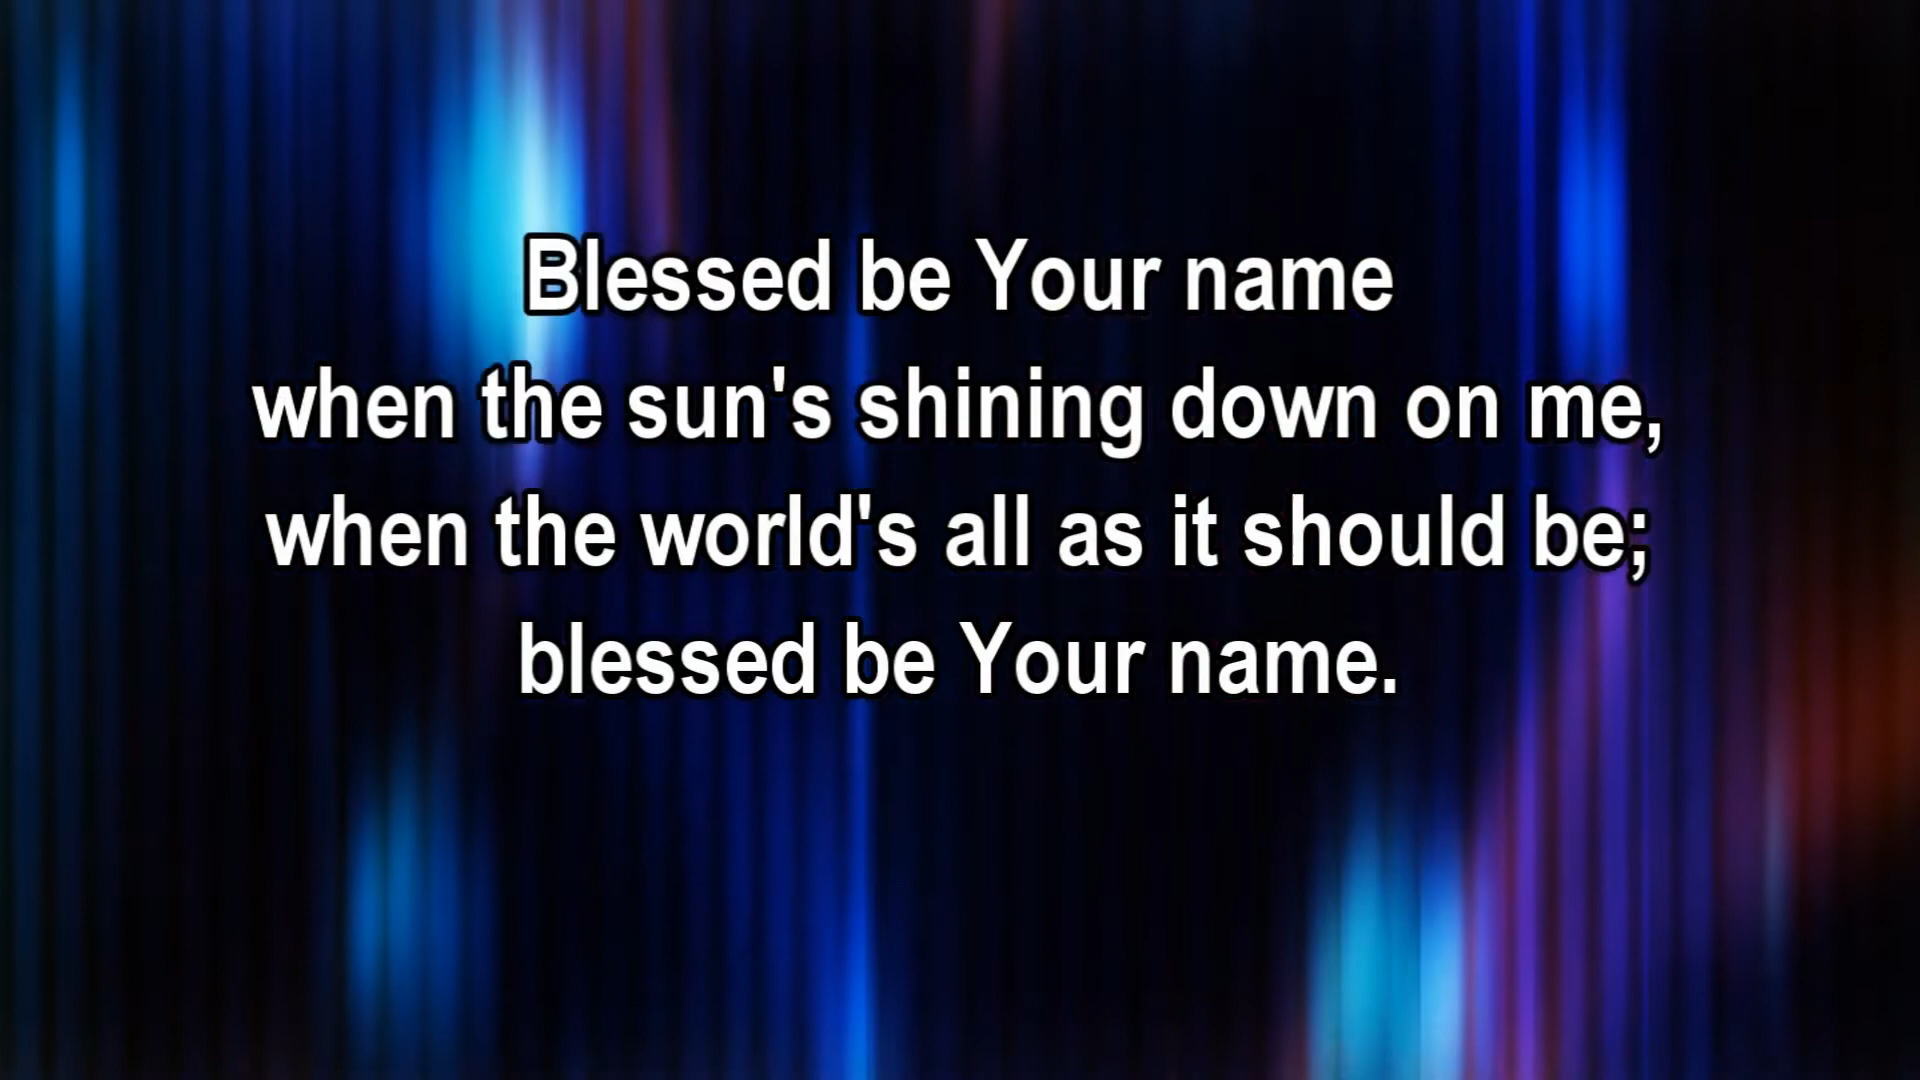 Blessed be Your name
when the sun's shining down on me,
when the world's all as it should be;
blessed be Your name.